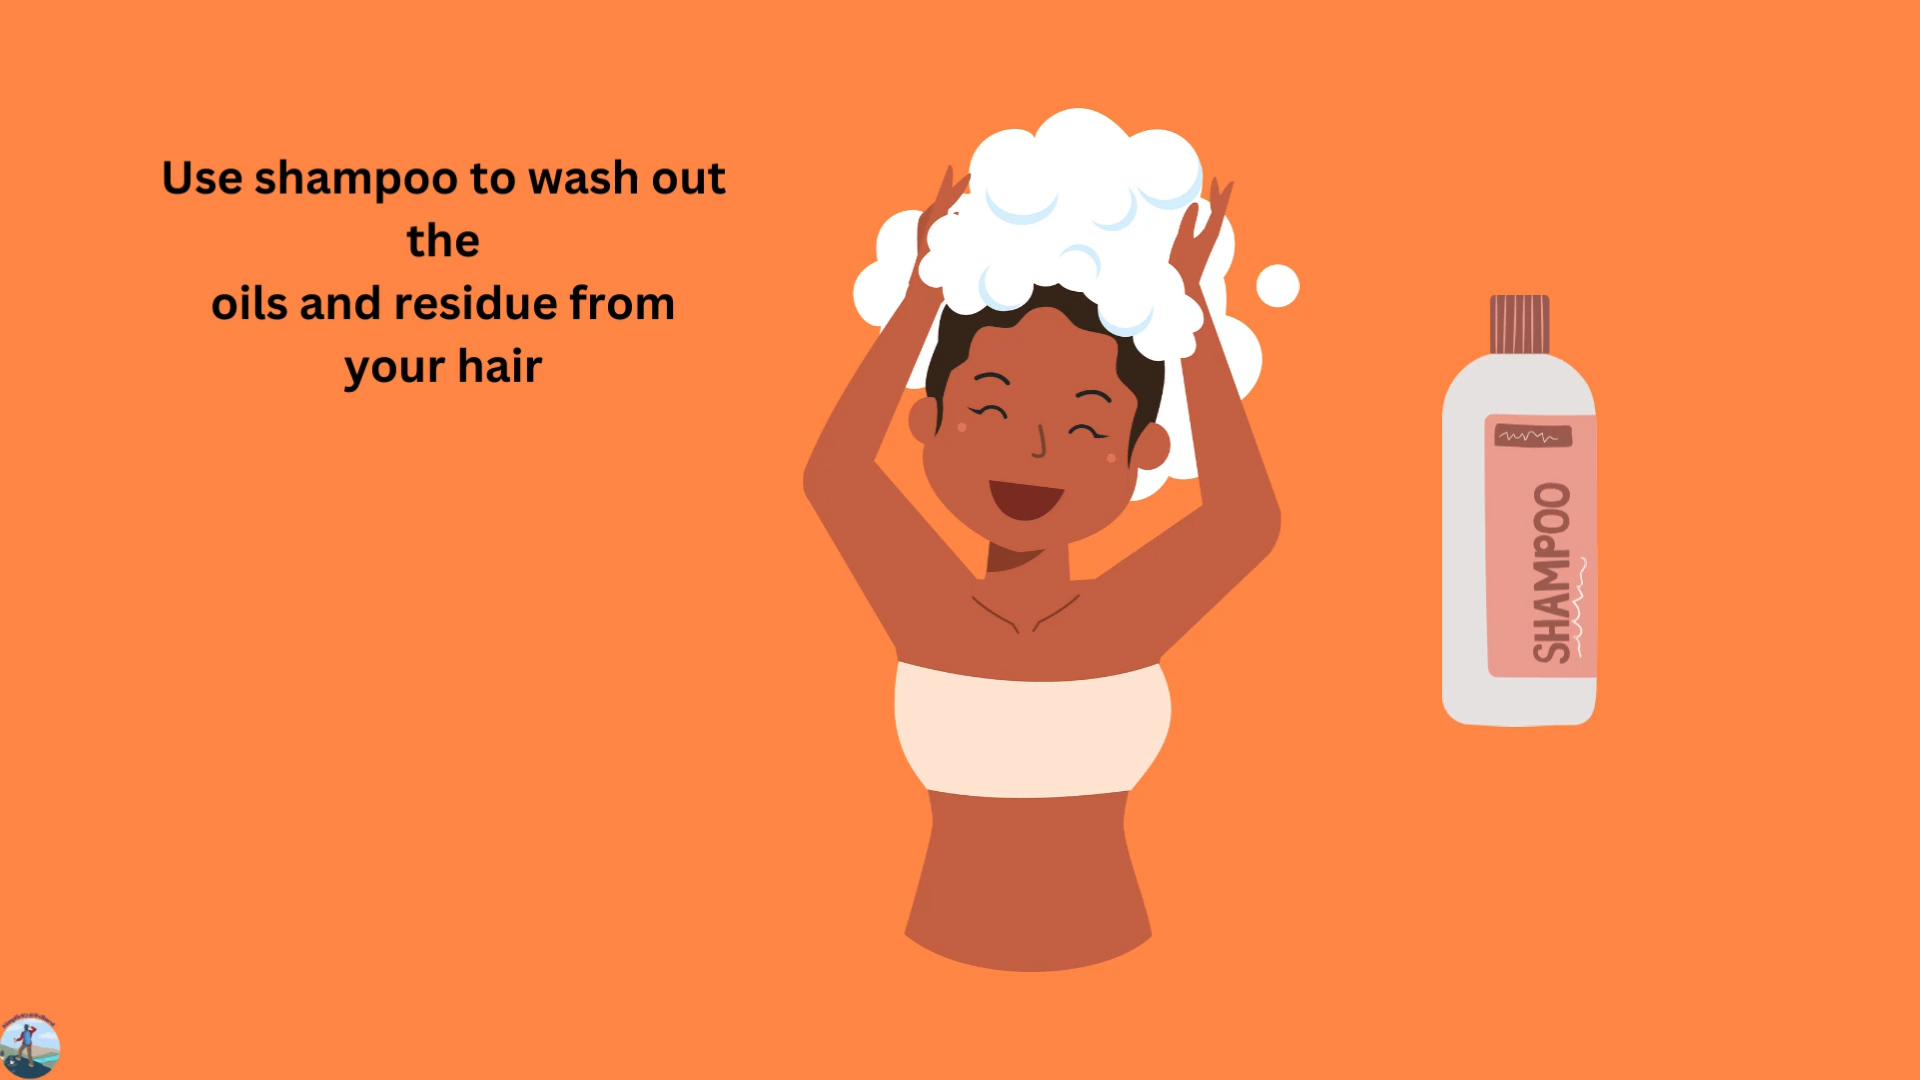 Use shampoo to wash out
the
oils and residue from
your hair
SHAMPOO